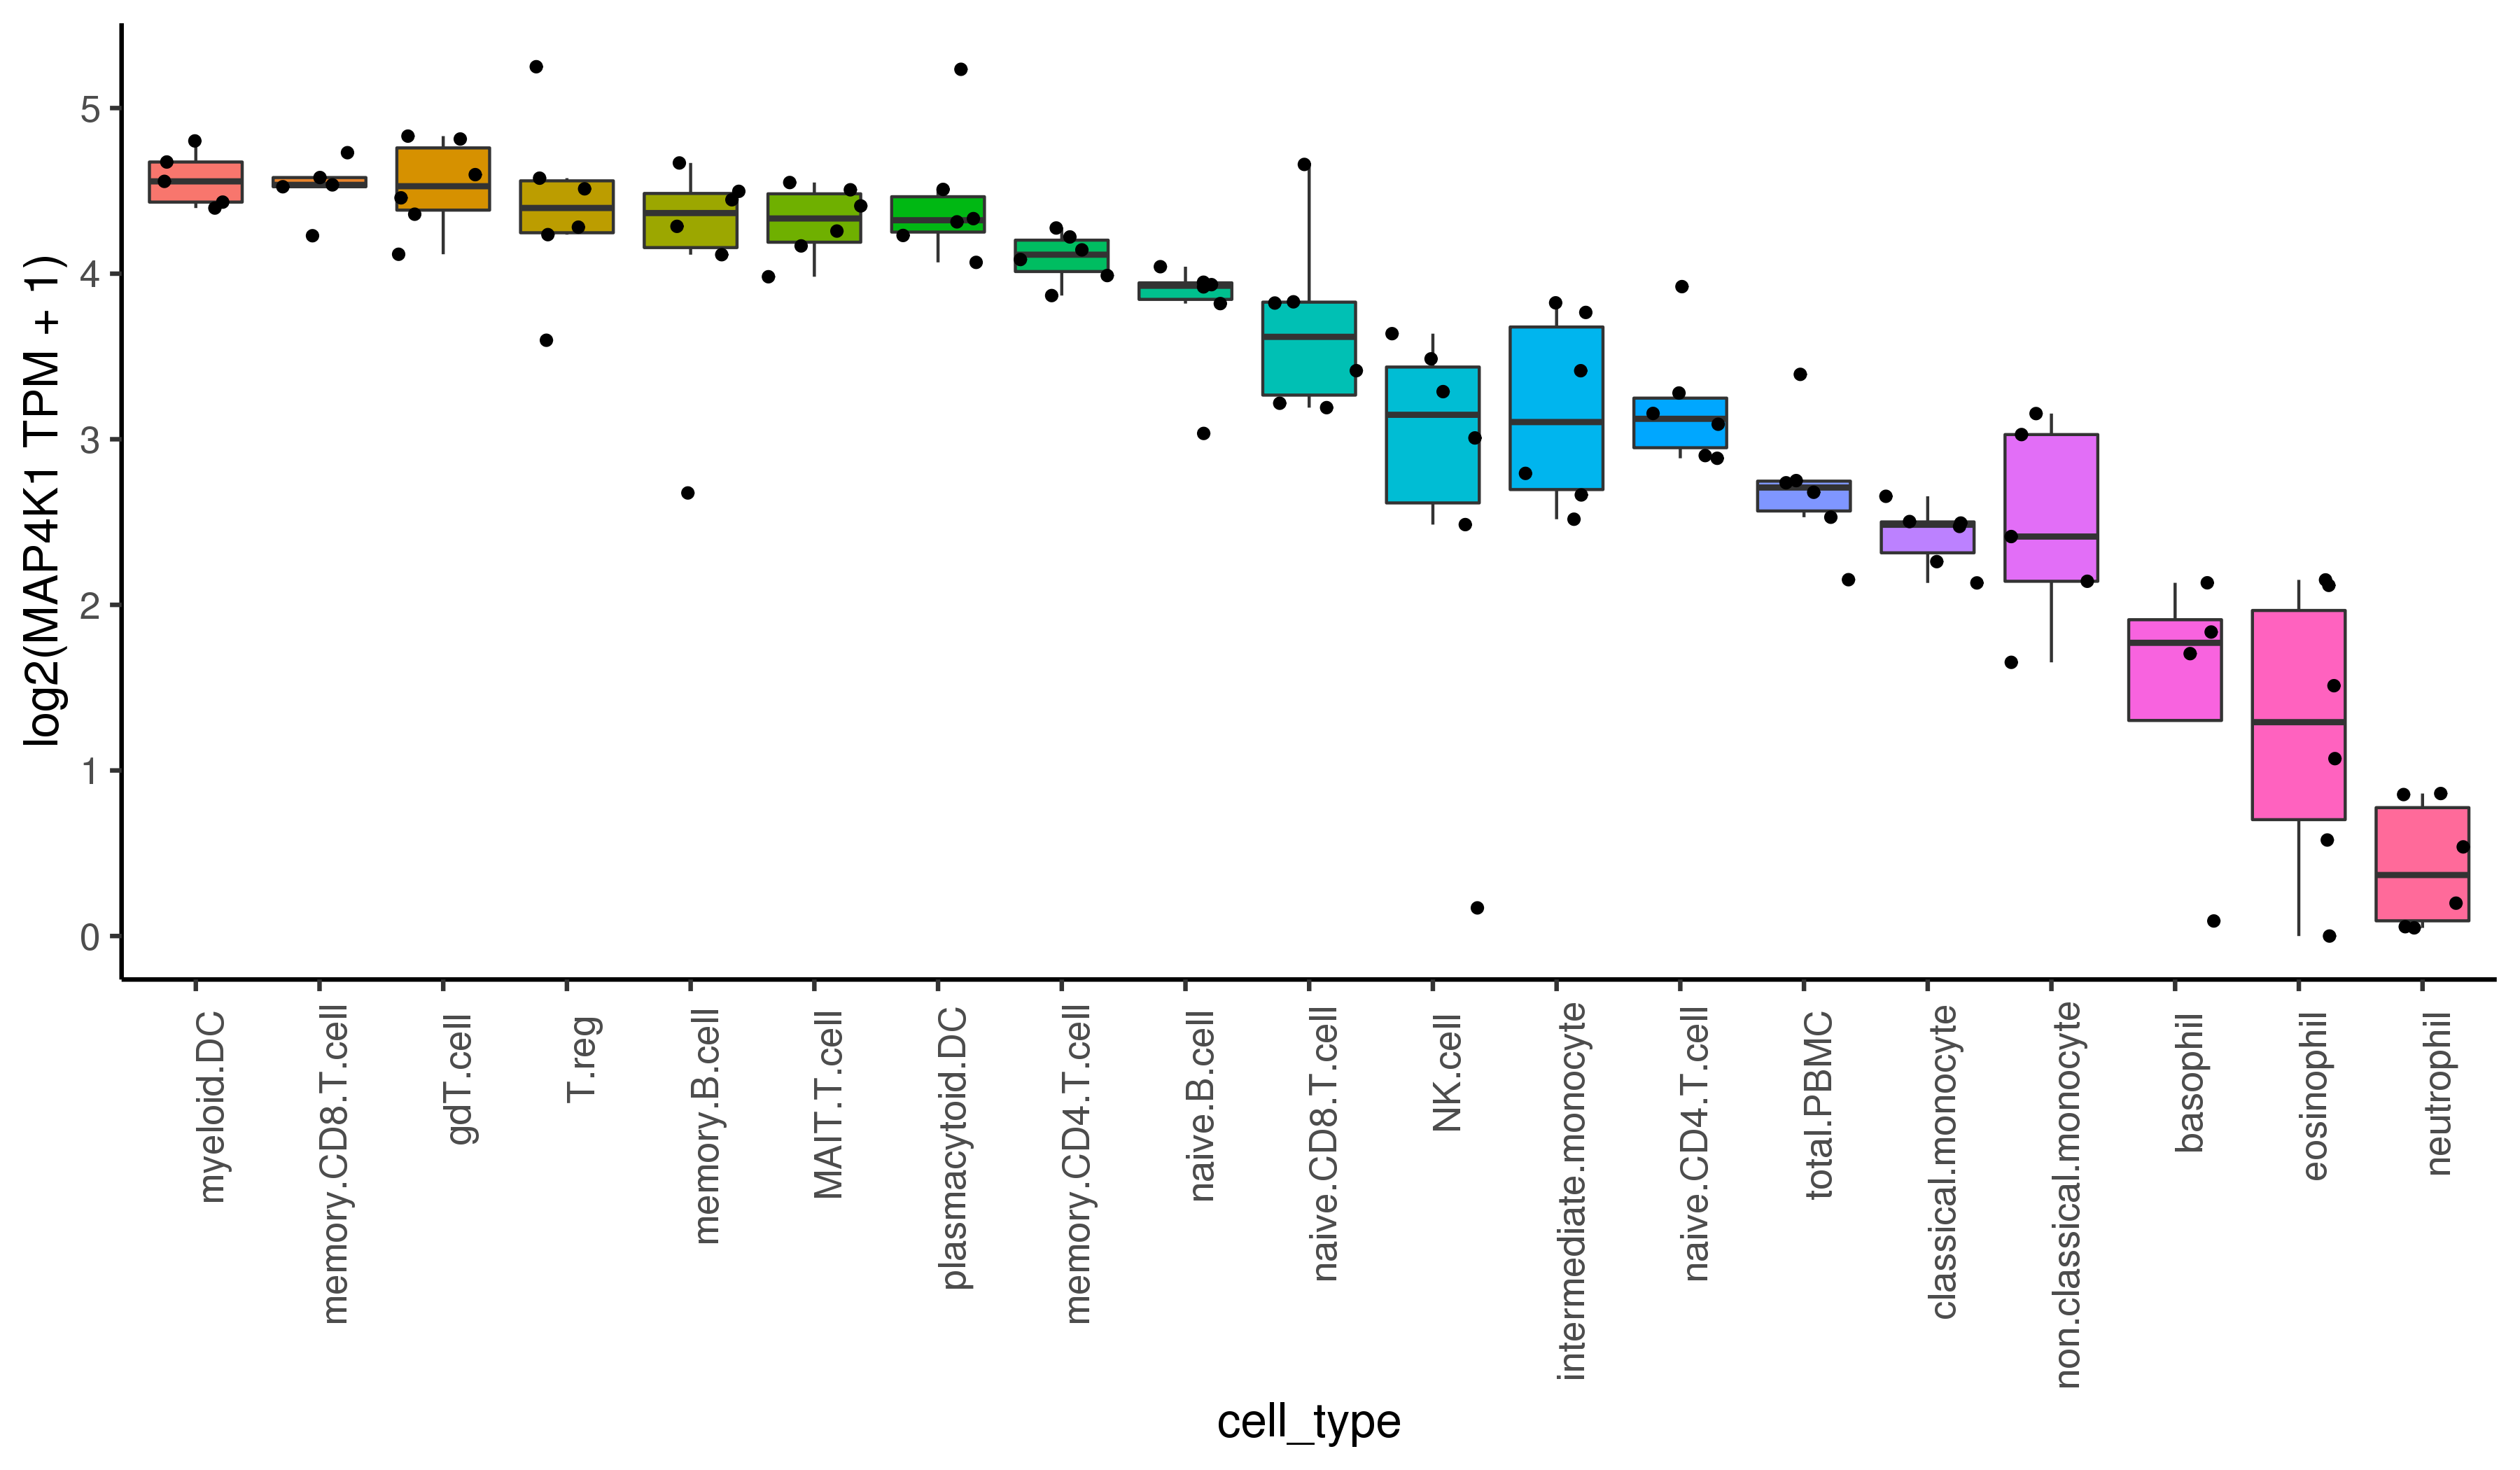 log2(MAP4K1 TPM + 1)
5
4
3
2
1
0
myeloid.DC
memory.CD8.T.cell
gdT.cell
T.reg
memory.B.cell
MAIT.T.cell
plasmacytoid.DC
memory.CD4.T.cell
naive.B.cell
naive.CD8.T.cell
NK.cell
intermediate.monocyte
naive.CD4.T.cell
total.PBMC
classical.monocyte
non.classical.monocyte
basophil
eosinophil
neutrophil
cell_type